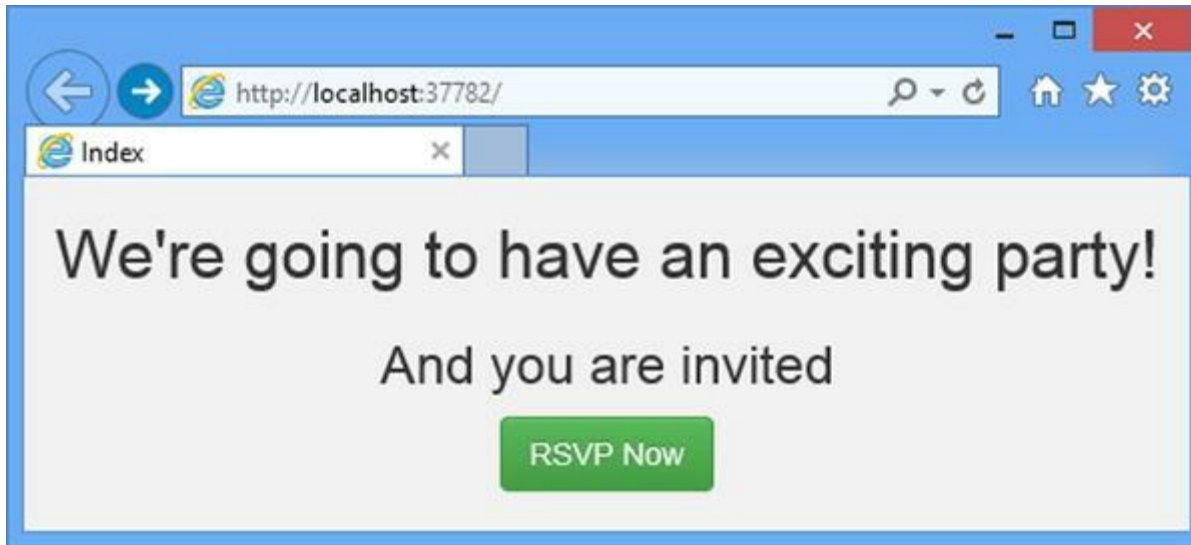 http://localhost:37782/
Index
We're going to have an exciting party!
And you are invited
RSVP Now